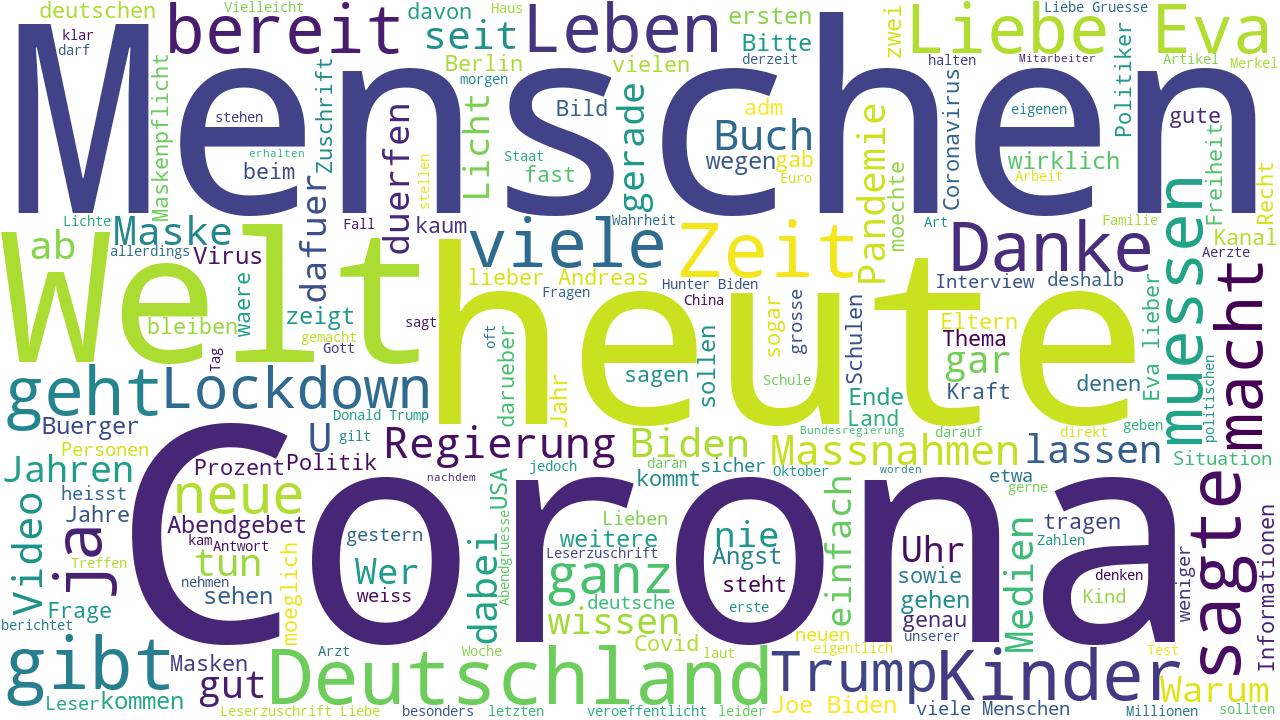 deutschen
Vielleicht
Haus
davon
ersten
Liebe Gruesse
klar
darf
bereit
seit
Leben
Bitte
zwei
Liebe
Eva
Berlin
vielen
derzeit
halten
Mitarbeiter
Artikel
Merkel
Menschen
morgen
Maskenpflicht
Zuschrift
Licht
Bild
gerade
adm
Politiker
stehen
duerfen
Buch
Pandemie
Coronavirus
eigenen
gute
erhalten
beim
stellen
Staat
fast
wegen
gab
Euro
wirklich
Arbeit
Freiheit
Recht
Lichte
Maske
dafuer
Fall
kaum
Wahrheit
moechte
Art
Familie
Kanal
ab
allerdings
Virus
viele
Zeit
Danke
Aerzte
Welt
heute
lieber Andreas
Fragen
Hunter Biden
China
Interview
deshalb
waere
bleiben
zeigt
gemacht
sagt
Gott
Tag
oft
darueber
sogar
grosse
Schulen
Eltern
Thema
gar
Eva lieber
muessen
macht
geht
Lockdown
Jahr
sagen
sollen
Schule
Ende
Kraft
denen
politischen
Buerger
Donald Trump
Land
U
gilt
Regierung
Biden
Bundesregierung
darauf
direkt
geben
Personen
Massnahmen
lassen
Jahren
Prozent
Politik
jedoch
daran
sicher
Oktober
worden
etwa
Situation
heisst
neue
nachdem
USA
kommt
gerne
Jahre
Corona
Video
ja
Abendgebet
gestern
Lieben
weitere
nie
einfach
Uhr
tragen
sagte
Informationen
kam
Antwort
Wer
dabei
Abendgruesse
Leserzuschrift
Angst
Medien
Zahlen
Treffen
tun
moeglich
ganz
steht
sowie
denken
weniger
nehmen
weiss
deutsche
erste
gehen
Kind
Frage
sehen
wissen
genau
berichtet
neuen
unserer
gibt
Arzt
Woche
Covid
laut
eigentlich
Test
Masken
gut
Deutschland
Trump
Kinder
Warum
Leser
kommen
Joe Biden
Leserzuschrift Liebe
besonders
letzten
veroeffentlicht
leider
viele Menschen
Millionen
sollten